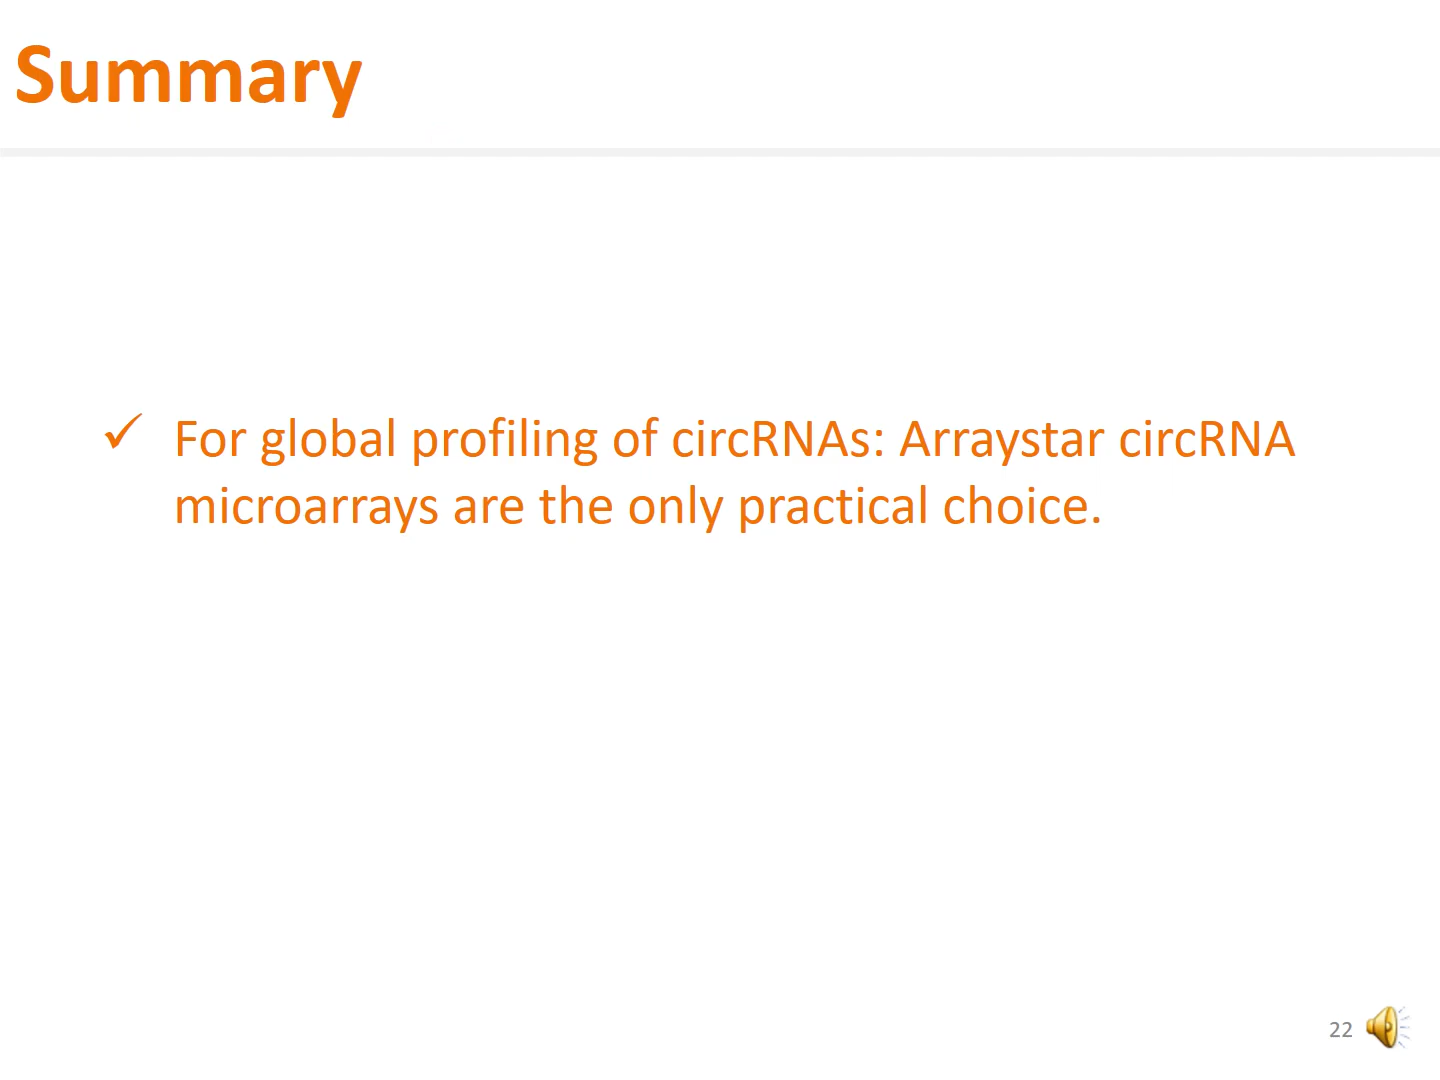 Summary
✓ For global profiling of circRNAs: Arraystar circRNA
microarrays are the only practical choice.
22